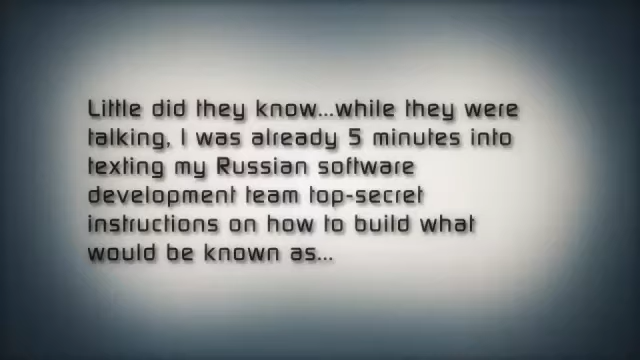 Little did they know...while they were
talking, I was already 5 minutes into
texting my Russian software
development team top-secret
instructions on how to build what
would be known as...